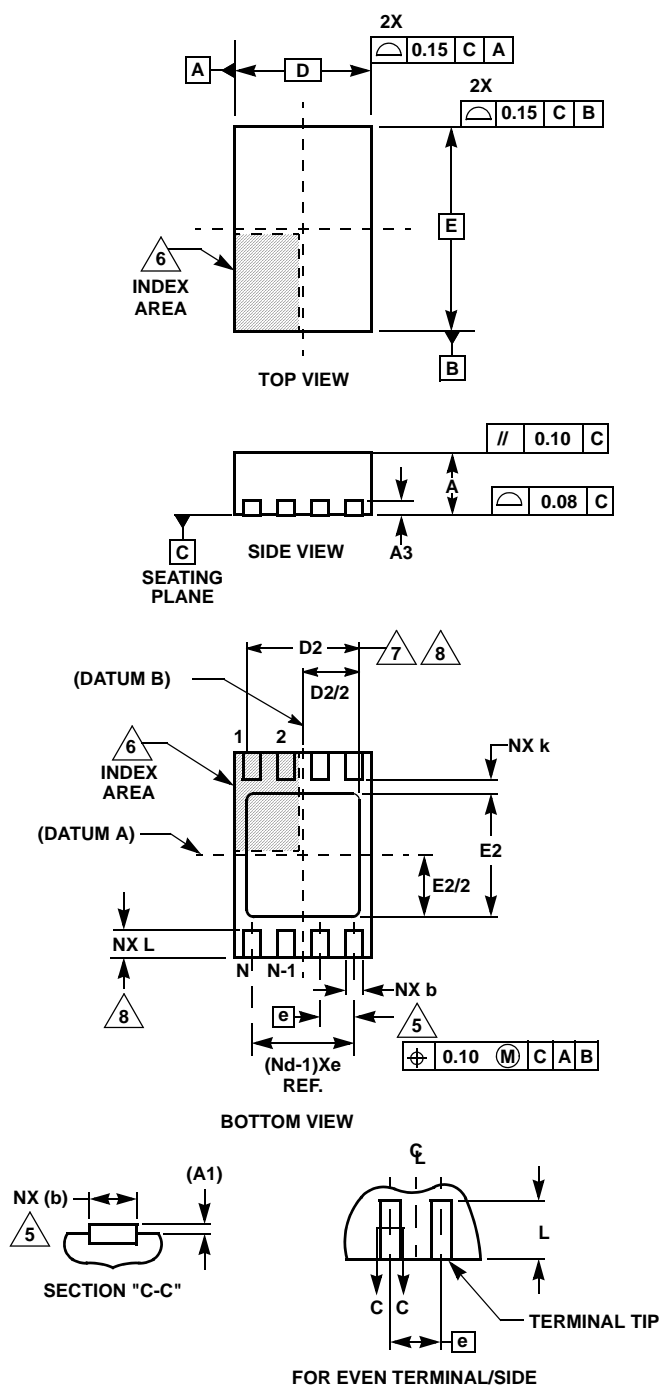 2X
⌓ 0.15 C A
A
D
2X
⌓ 0.15 C B
E
6
INDEX
AREA
TOP VIEW
B
// 0.10 C
A
⌓ 0.08 C
C
SEATING
PLANE
SIDE VIEW
A3
D2
7 8
(DATUM B)
D2/2
1 2
6
INDEX
AREA
NX k
(DATUM A)
E2
E2/2
NX L
8
N N-1
NX b
e
5
⌖ 0.10 Ⓜ C A B
(Nd-1)Xe
REF.
BOTTOM VIEW
(A1)
NX (b)
5
SECTION "C-C"
℄
L
C C
TERMINAL TIP
e
FOR EVEN TERMINAL/SIDE